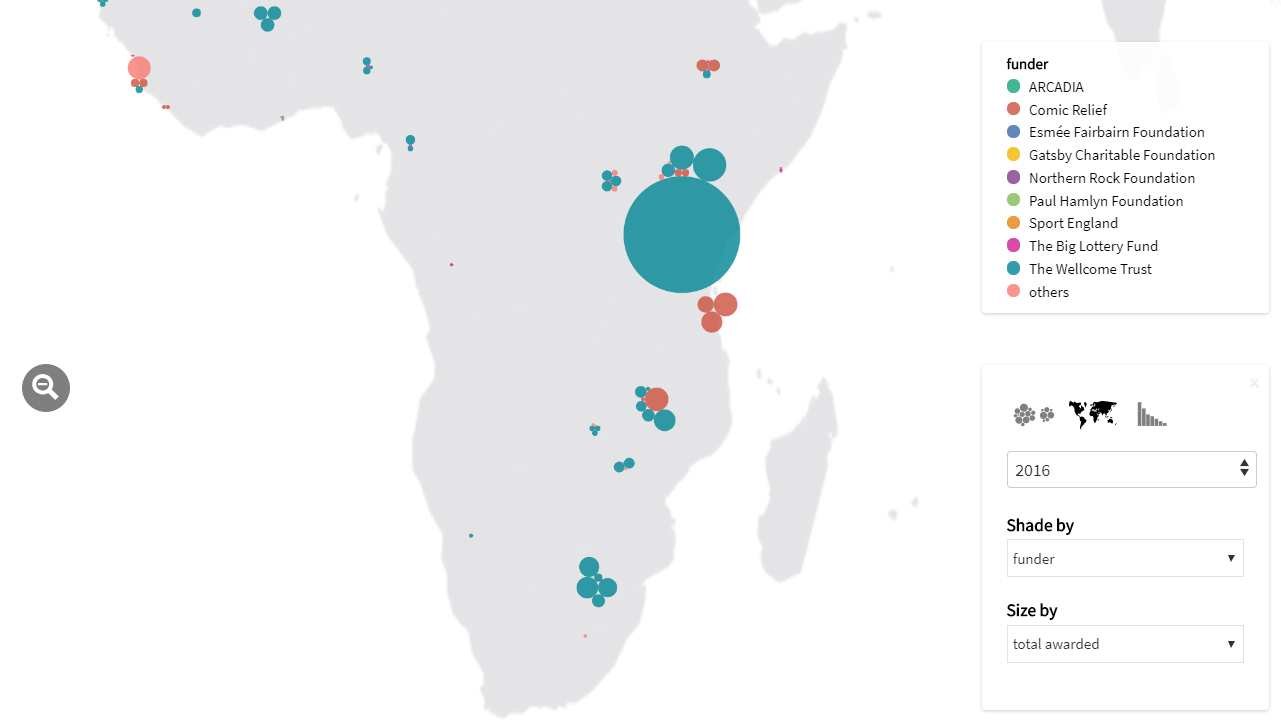 funder
ARCADIA
Comic Relief
Esmée Fairbairn Foundation
Gatsby Charitable Foundation
Northern Rock Foundation
Paul Hamlyn Foundation
Sport England
The Big Lottery Fund
The Wellcome Trust
others
2016
Shade by
funder
Size by
total awarded